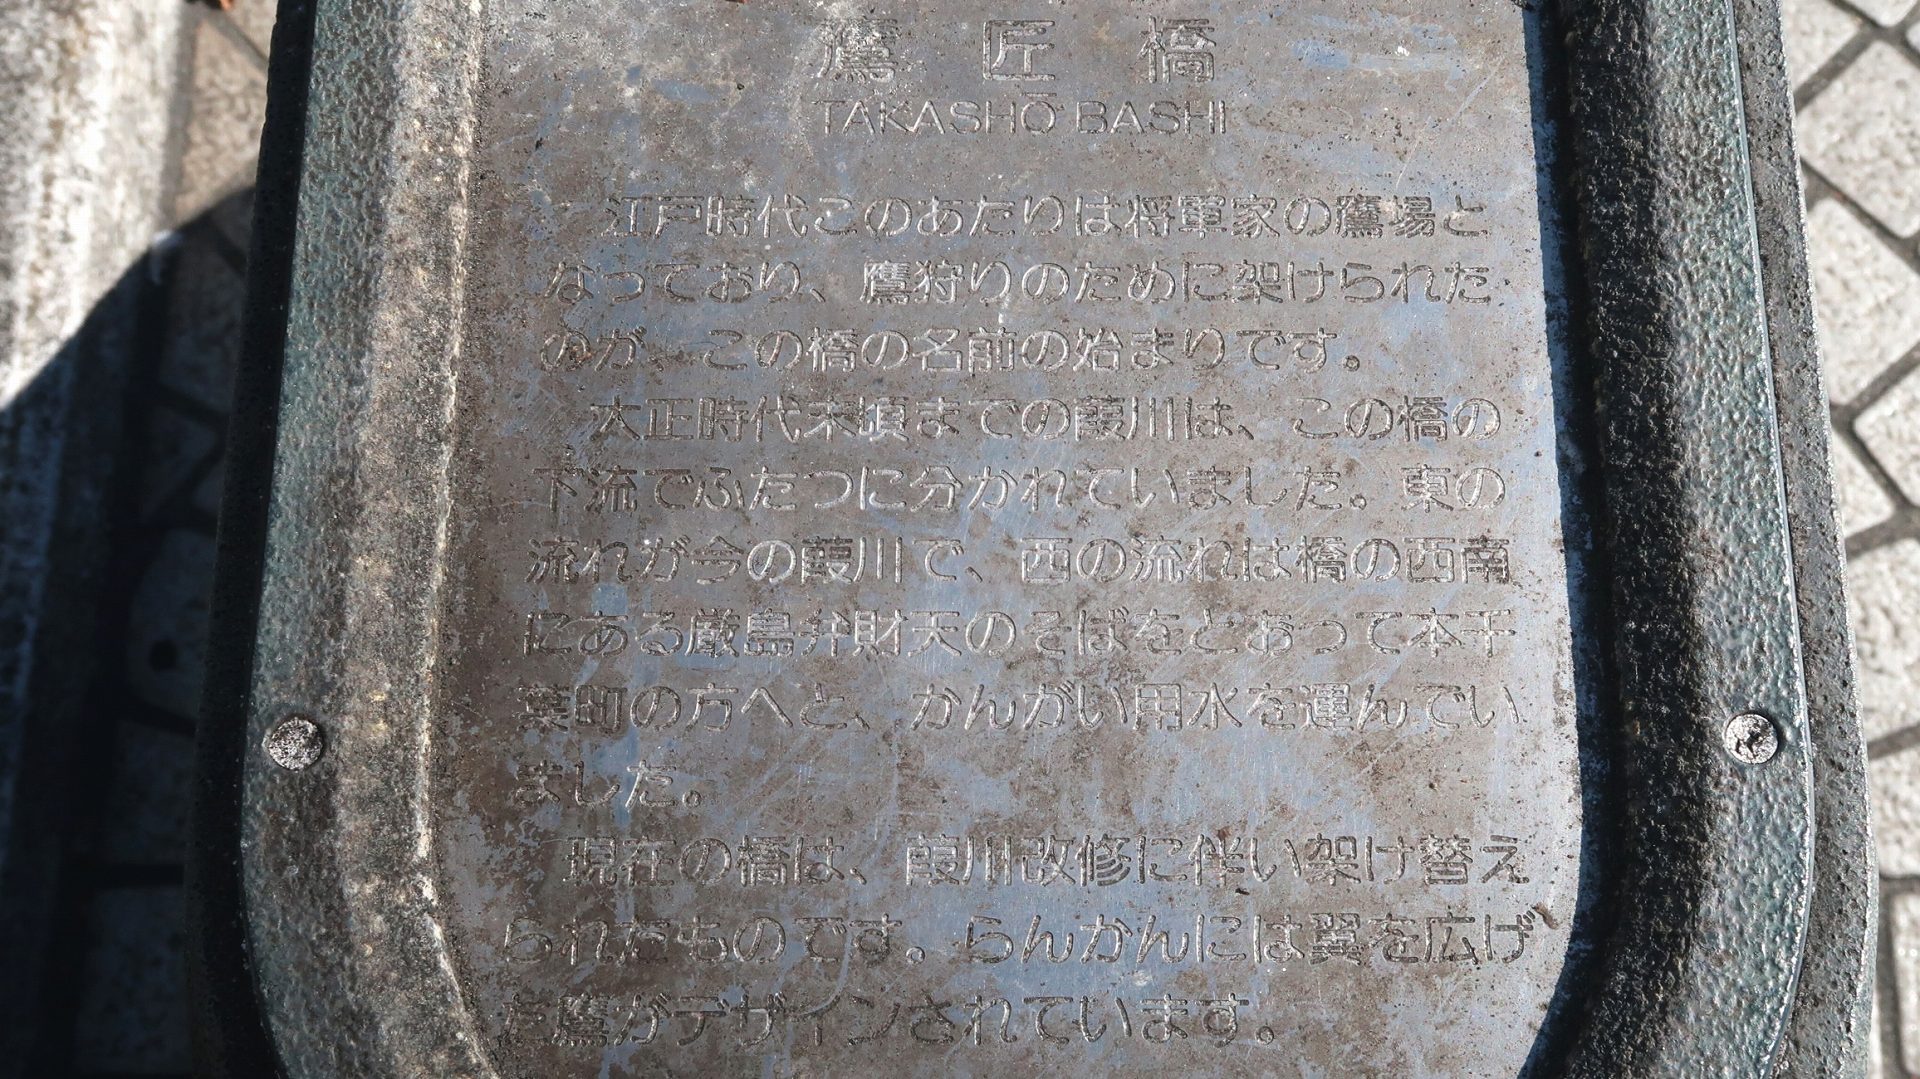 鷹匠橋
TAKASHŌ BASHI
江戸時代このあたりは将軍家の鷹場と
なっており、鷹狩りのために架けられた
のが、この橋の名前の始まりです。
大正時代末頃までの葭川は、この橋の
下流でふたつに分かれていました。東の
流れが今の葭川で、西の流れは橋の西南
にある厳島弁財天のそばをとおって本千
葉町の方へと、かんがい用水を運んでい
ました。
現在の橋は、葭川改修に伴い架け替え
られたものです。らんかんには翼を広げ
た鷹がデザインされています。